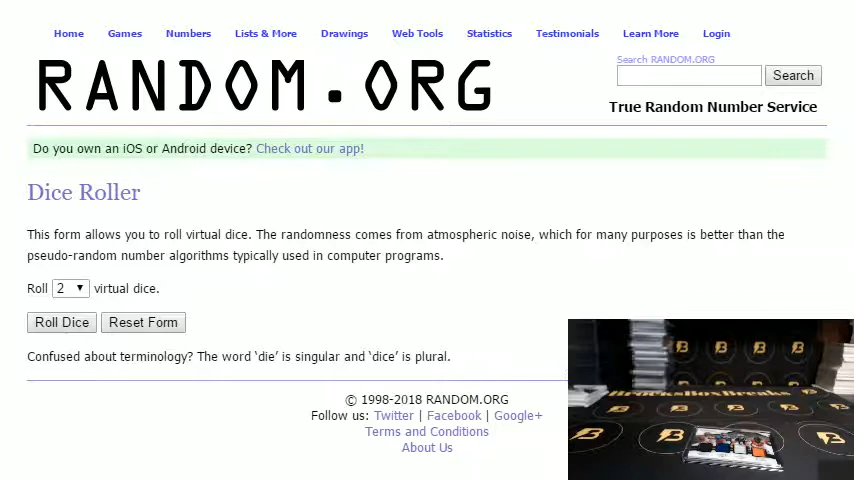 Home Games Numbers Lists & More Drawings Web Tools Statistics Testimonials Learn More Login
Search RANDOM.ORG
RANDOM.ORG
Search
True Random Number Service
Do you own an iOS or Android device? Check out our app!
Dice Roller
This form allows you to roll virtual dice. The randomness comes from atmospheric noise, which for many purposes is better than the
pseudo-random number algorithms typically used in computer programs.
Roll 2 virtual dice.
Roll Dice Reset Form
Confused about terminology? The word ‘die’ is singular and ‘dice’ is plural.
© 1998-2018 RANDOM.ORG
Follow us: Twitter | Facebook | Google+
Terms and Conditions
About Us
BrocksBoxBreaks